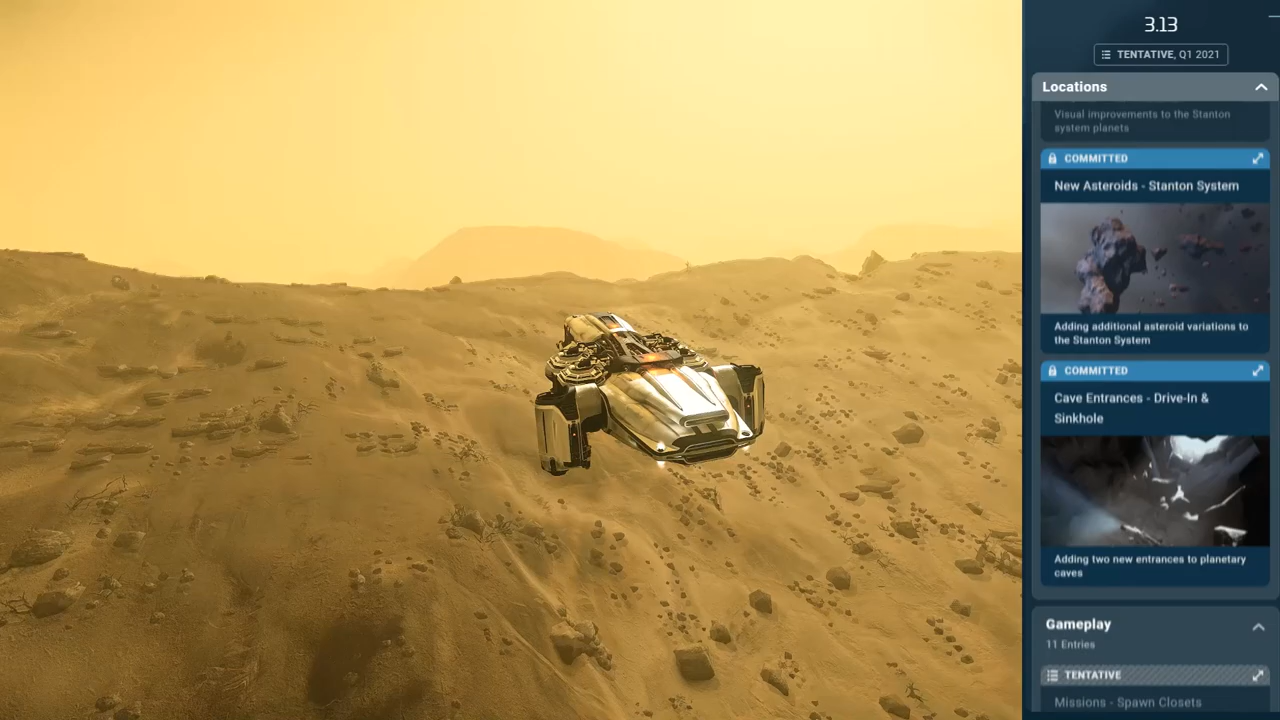 3.13
TENTATIVE, Q1 2021
Locations
Visual improvements to the Stanton
system planets
COMMITTED
New Asteroids - Stanton System
Adding additional asteroid variations to
the Stanton System
COMMITTED
Cave Entrances - Drive-In &
Sinkhole
Adding two new entrances to planetary
caves
Gameplay
11 Entries
TENTATIVE
Missions - Spawn Closets